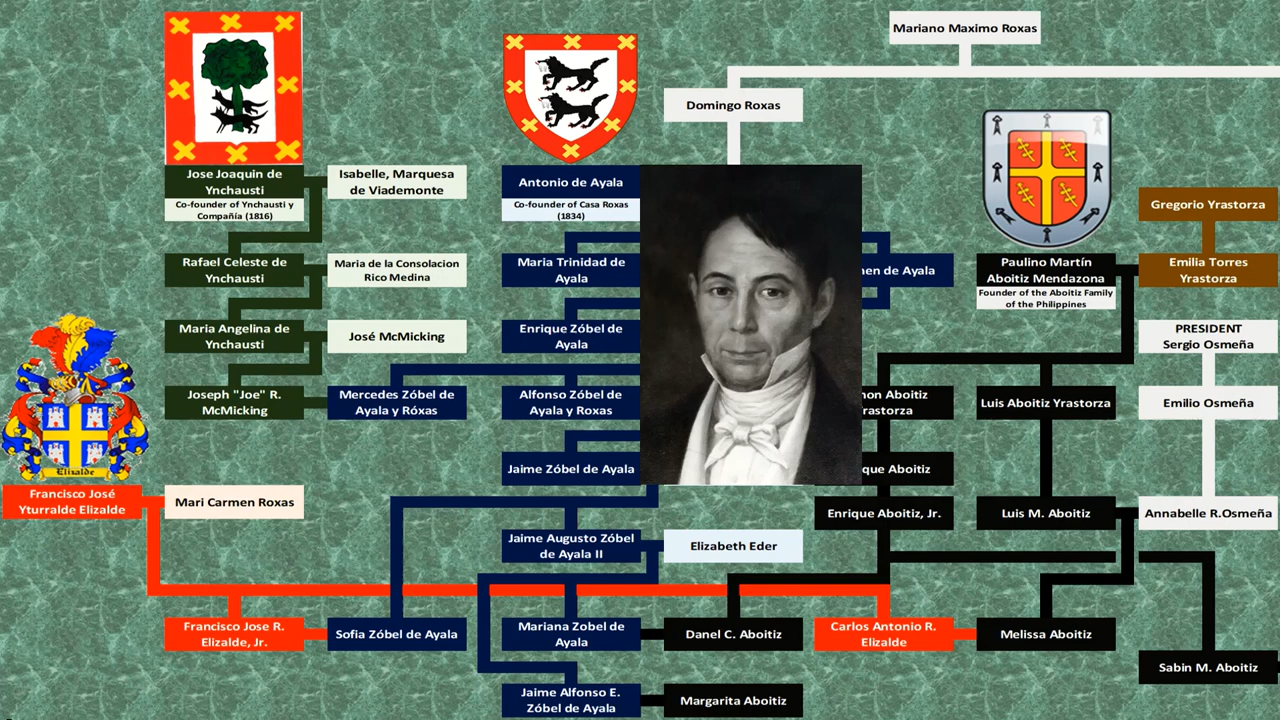 Mariano Maximo Roxas
Domingo Roxas
Jose Joaquin de
Ynchausti
Co-founder of Ynchausti y
Compañía (1816)
Isabelle, Marquesa
de Viademonte
Antonio de Ayala
Co-founder of Casa Roxas
(1834)
Gregorio Yrastorza
Rafael Celeste de
Ynchausti
Maria de la Consolacion
Rico Medina
Maria Trinidad de
Ayala
de Ayala
Paulino Martín
Aboitiz Mendazona
Founder of the Aboitiz Family
of the Philippines
Emilia Torres
Yrastorza
Maria Angelina de
Ynchausti
José McMicking
Enrique Zóbel de
Ayala
PRESIDENT
Sergio Osmeña
Joseph "Joe" R.
McMicking
Mercedes Zóbel de
Ayala y Róxas
Alfonso Zóbel de
Ayala y Roxas
Aboitiz
Luis Aboitiz Yrastorza
Emilio Osmeña
Elizalde
Jaime Zóbel de Ayala
Aboitiz
Francisco José
Yturralde Elizalde
Mari Carmen Roxas
Enrique Aboitiz, Jr.
Luis M. Aboitiz
Annabelle R.Osmeña
Jaime Augusto Zóbel
de Ayala II
Elizabeth Eder
Francisco Jose R.
Elizalde, Jr.
Sofia Zóbel de Ayala
Mariana Zobel de
Ayala
Danel C. Aboitiz
Carlos Antonio R.
Elizalde
Melissa Aboitiz
Sabin M. Aboitiz
Jaime Alfonso E.
Zóbel de Ayala
Margarita Aboitiz